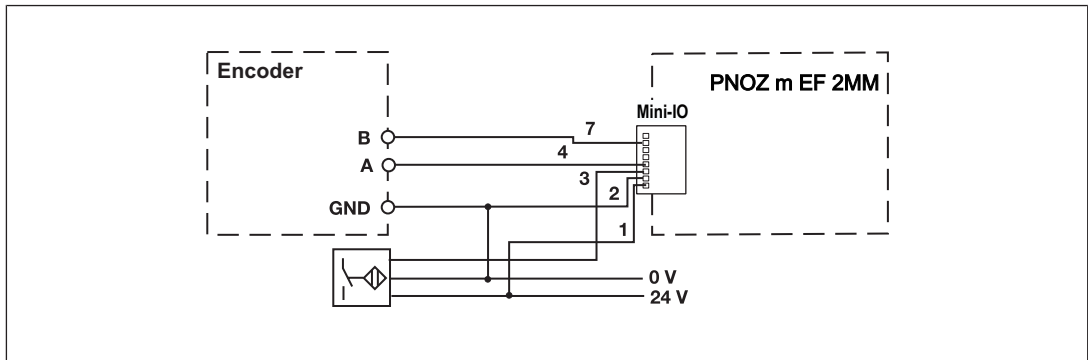 Encoder
PNOZ m EF 2MM
Mini-IO
B
7
A
4
3
GND
2
1
0 V
24 V